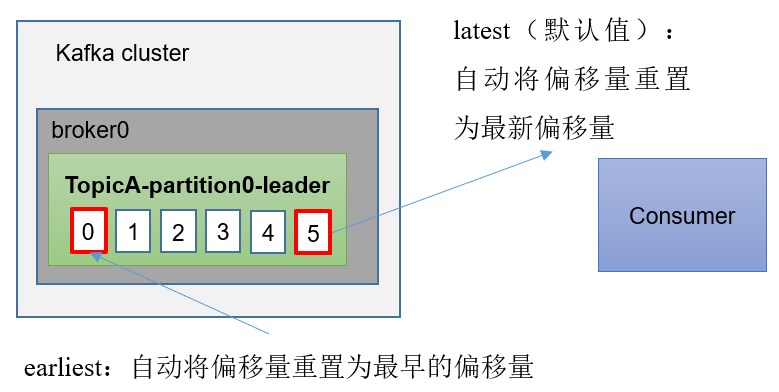 Kafka cluster
broker0
TopicA-partition0-leader
0 1 2 3 4 5
latest（默认值）：
自动将偏移量重置
为最新偏移量
Consumer
earliest：自动将偏移量重置为最早的偏移量